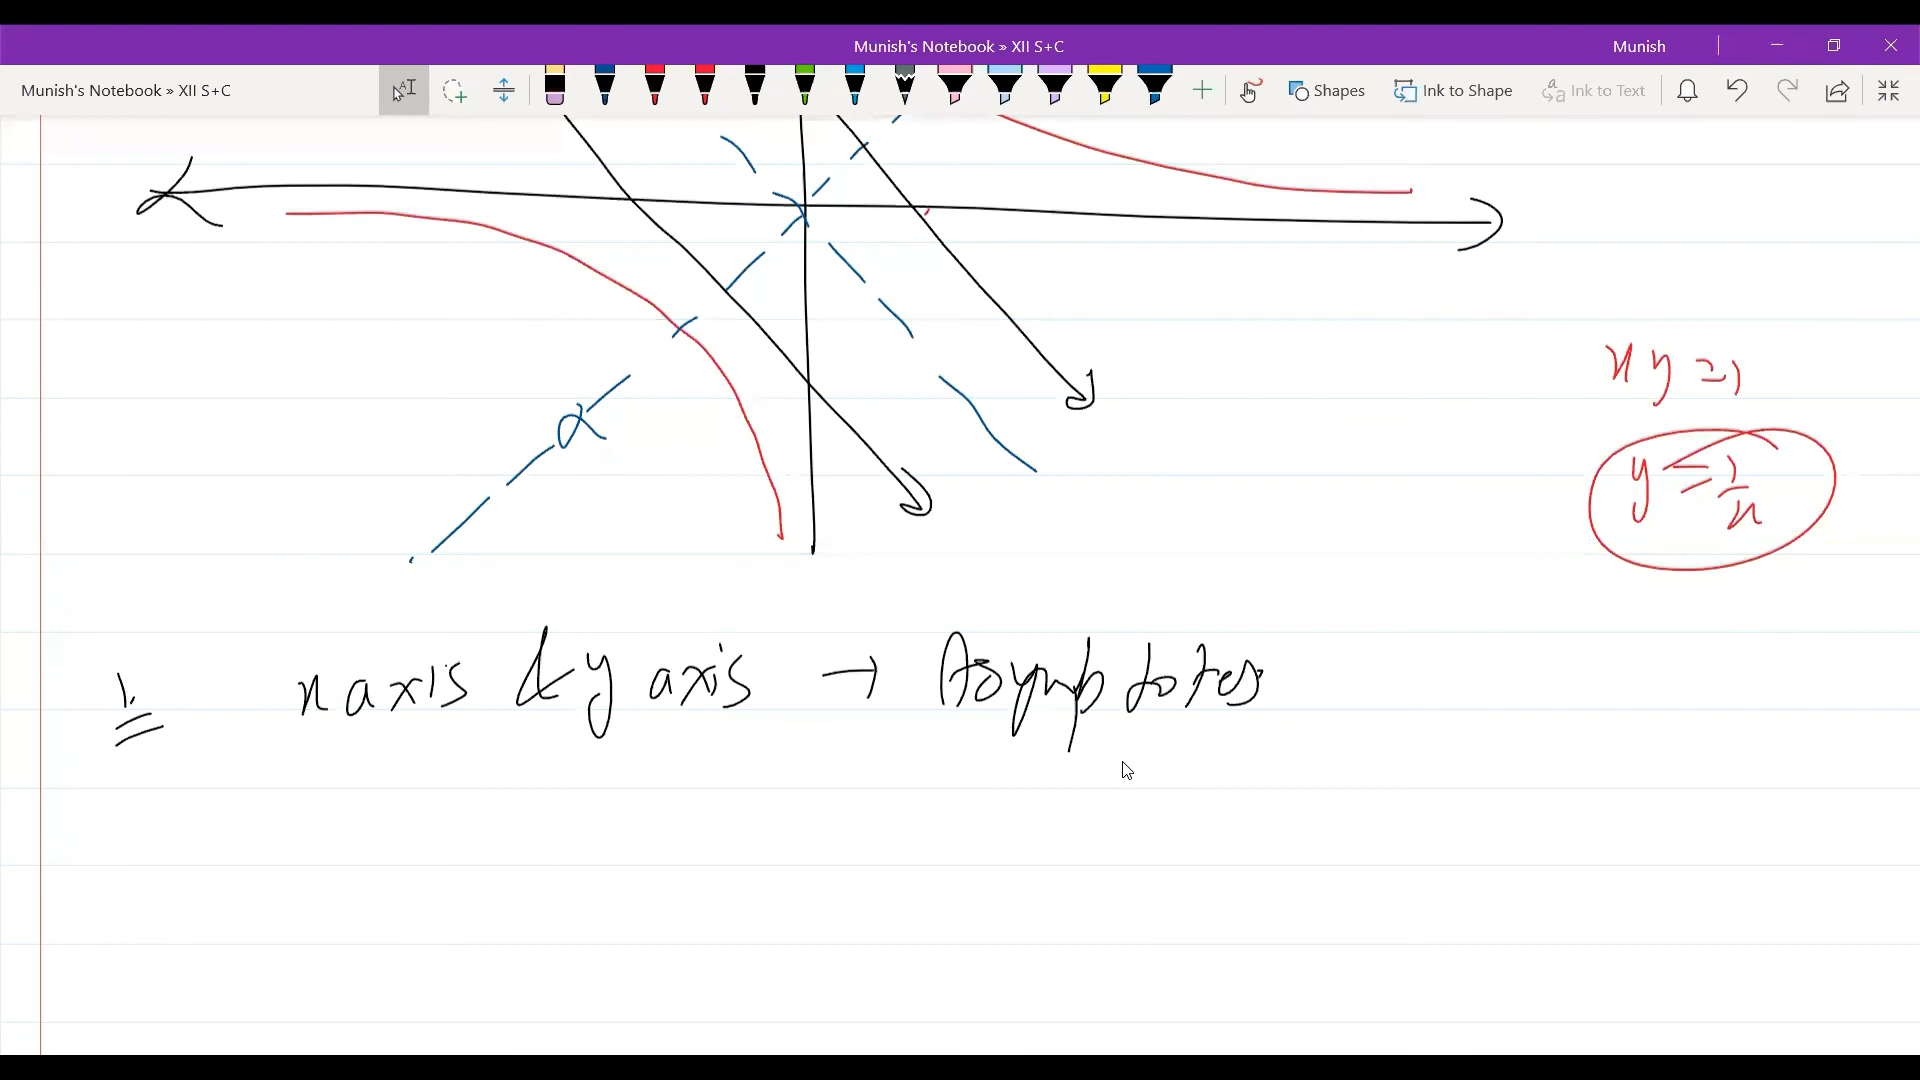 Munish's Notebook » XII S+C
Munish
Munish's Notebook » XII S+C
Shapes
Ink to Shape
Ink to Text
xy=1
y=1/x
1.
x axis & y axis → Asymptotes